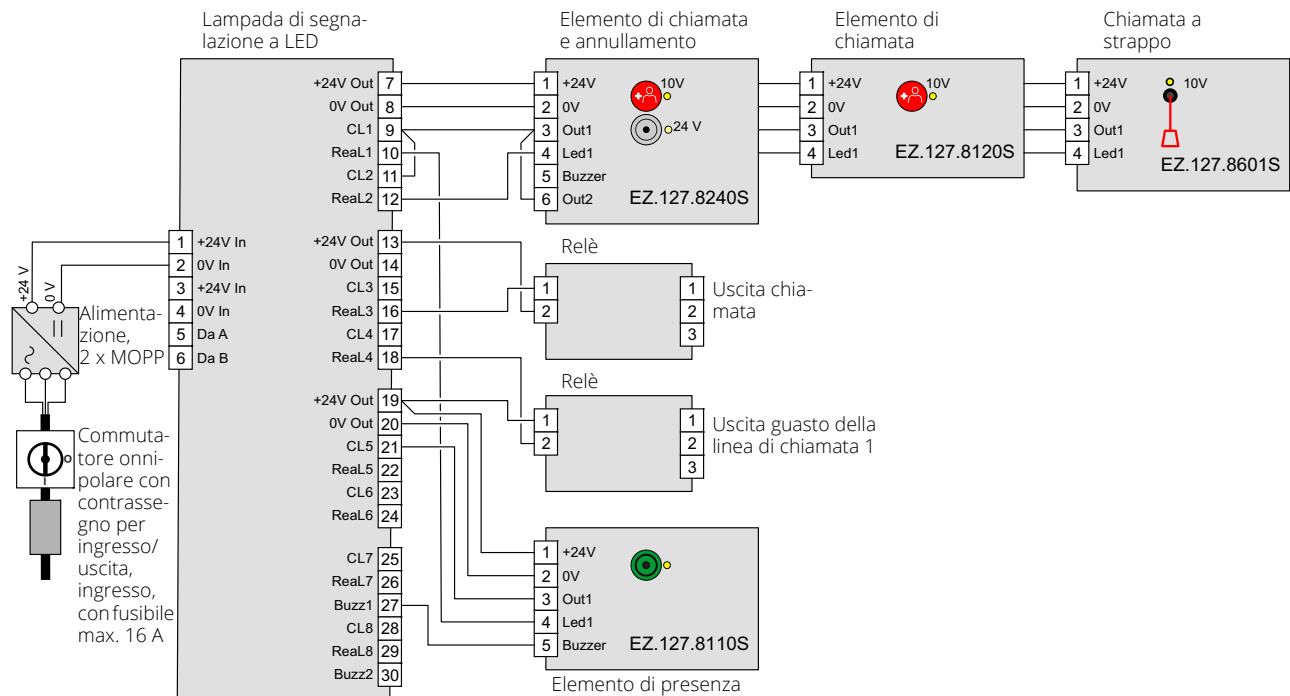 Lampada di segna-
lazione a LED
Elemento di chiamata
e annullamento
Elemento di
chiamata
Chiamata a
strappo
+24V Out 7
0V Out 8
CL1 9
ReaL1 10
CL2 11
ReaL2 12
+24V Out 13
0V Out 14
CL3 15
ReaL3 16
CL4 17
ReaL4 18
+24V Out 19
0V Out 20
CL5 21
ReaL5 22
CL6 23
ReaL6 24
CL7 25
ReaL7 26
Buzz1 27
CL8 28
ReaL8 29
Buzz2 30
1 +24V In
2 0V In
3 +24V In
4 0V In
5 Da A
6 Da B
+24 V
0 V
Alimenta-
zione,
2 x MOPP
Commuta-
tore onni-
polare con
contrasse-
gno per
ingresso/
uscita,
ingresso,
con fusibile
max. 16 A
1 +24V
2 0V
3 Out1
4 Led1
5 Buzzer
6 Out2
10V
24 V
EZ.127.8240S
1 +24V
2 0V
3 Out1
4 Led1
10V
EZ.127.8120S
1 +24V
2 0V
3 Out1
4 Led1
10V
EZ.127.8601S
Relè
1
2
1
2
3
Uscita chia-
mata
Relè
1
2
1
2
3
Uscita guasto della
linea di chiamata 1
1 +24V
2 0V
3 Out1
4 Led1
5 Buzzer
EZ.127.8110S
Elemento di presenza